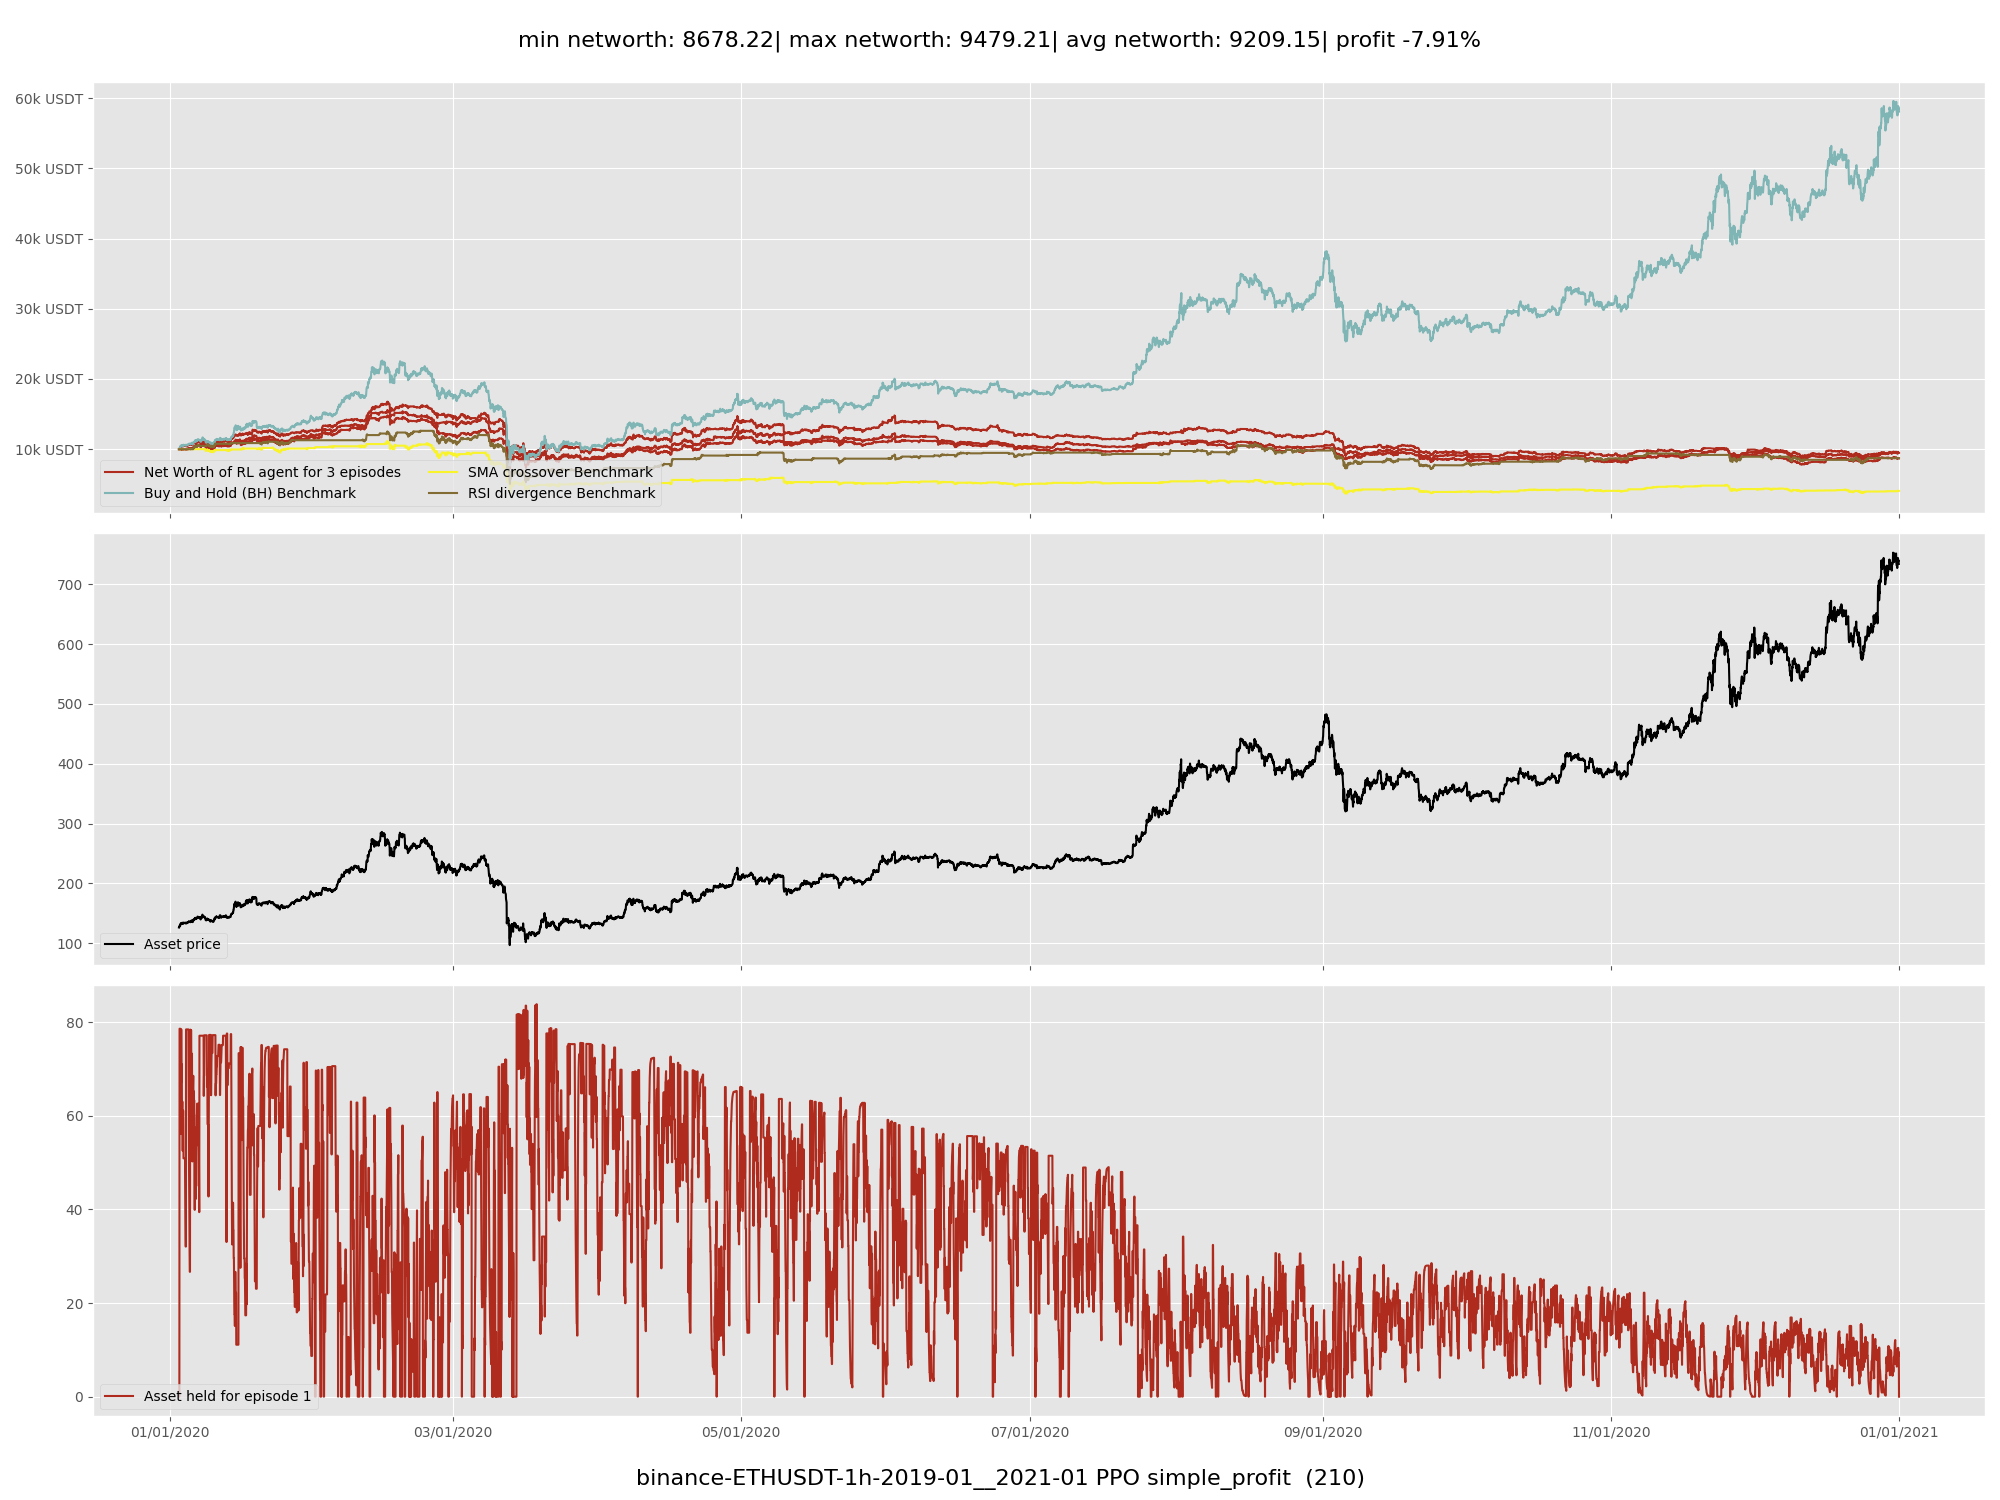 min networth: 8678.22| max networth: 9479.21| avg networth: 9209.15| profit -7.91%
60k USDT
50k USDT
40k USDT
30k USDT
20k USDT
10k USDT
Net Worth of RL agent for 3 episodes
Buy and Hold (BH) Benchmark
SMA crossover Benchmark
RSI divergence Benchmark
700
600
500
400
300
200
100
Asset price
80
60
40
20
0
Asset held for episode 1
01/01/2020
03/01/2020
05/01/2020
07/01/2020
09/01/2020
11/01/2020
01/01/2021
binance-ETHUSDT-1h-2019-01__2021-01 PPO simple_profit  (210)